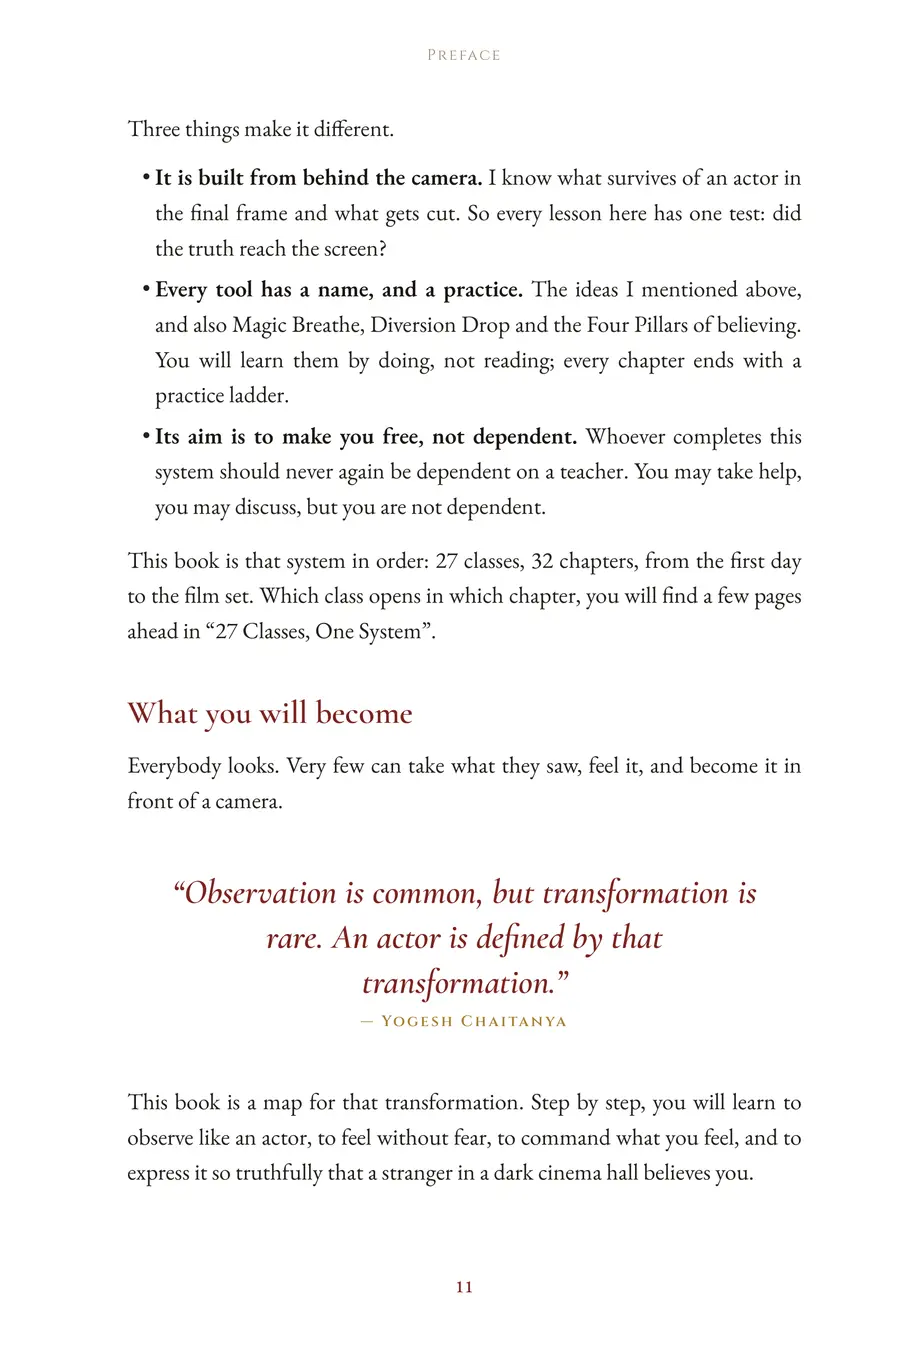 Preface
Three things make it different.
• It is built from behind the camera. I know what survives of an actor in
the final frame and what gets cut. So every lesson here has one test: did
the truth reach the screen?
• Every tool has a name, and a practice. The ideas I mentioned above,
and also Magic Breathe, Diversion Drop and the Four Pillars of believing.
You will learn them by doing, not reading; every chapter ends with a
practice ladder.
• Its aim is to make you free, not dependent. Whoever completes this
system should never again be dependent on a teacher. You may take help,
you may discuss, but you are not dependent.
This book is that system in order: 27 classes, 32 chapters, from the first day
to the film set. Which class opens in which chapter, you will find a few pages
ahead in “27 Classes, One System”.
What you will become
Everybody looks. Very few can take what they saw, feel it, and become it in
front of a camera.
“Observation is common, but transformation is
rare. An actor is defined by that
transformation.”
— Yogesh Chaitanya
This book is a map for that transformation. Step by step, you will learn to
observe like an actor, to feel without fear, to command what you feel, and to
express it so truthfully that a stranger in a dark cinema hall believes you.
11